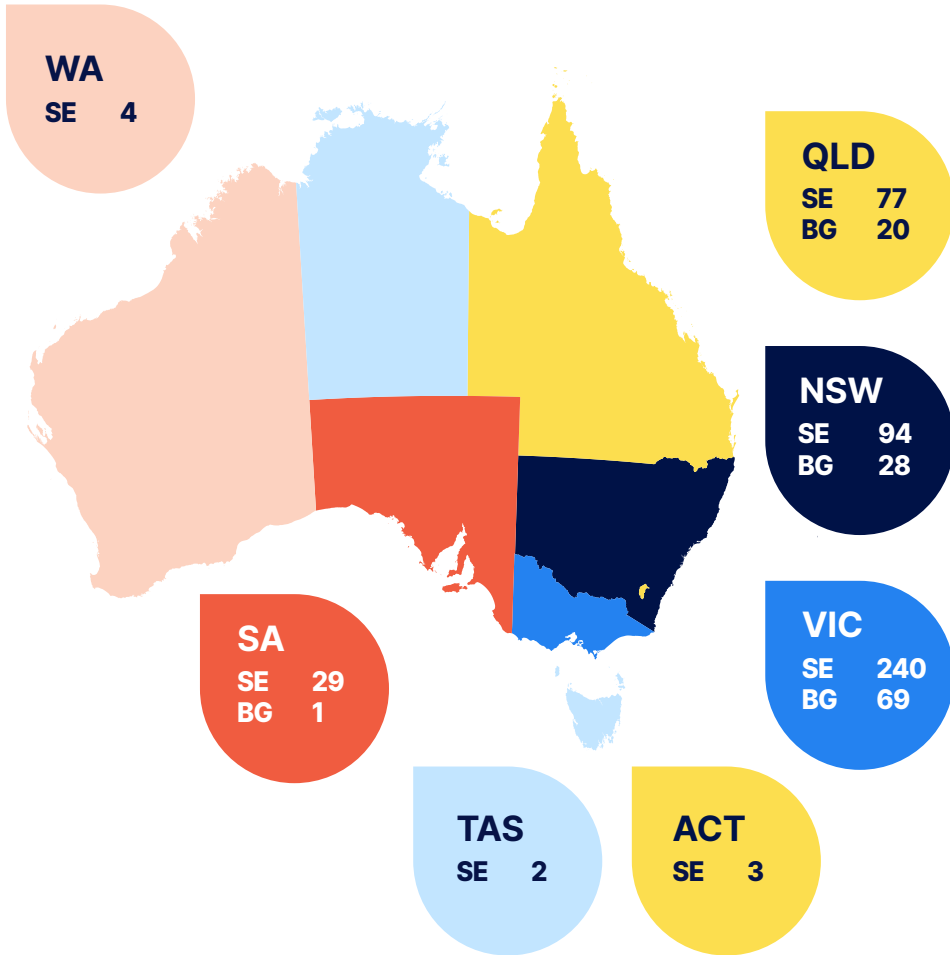 WA
SE 4
QLD
SE 77
BG 20
NSW
SE 94
BG 28
SA
SE 29
BG 1
VIC
SE 240
BG 69
TAS
SE 2
ACT
SE 3